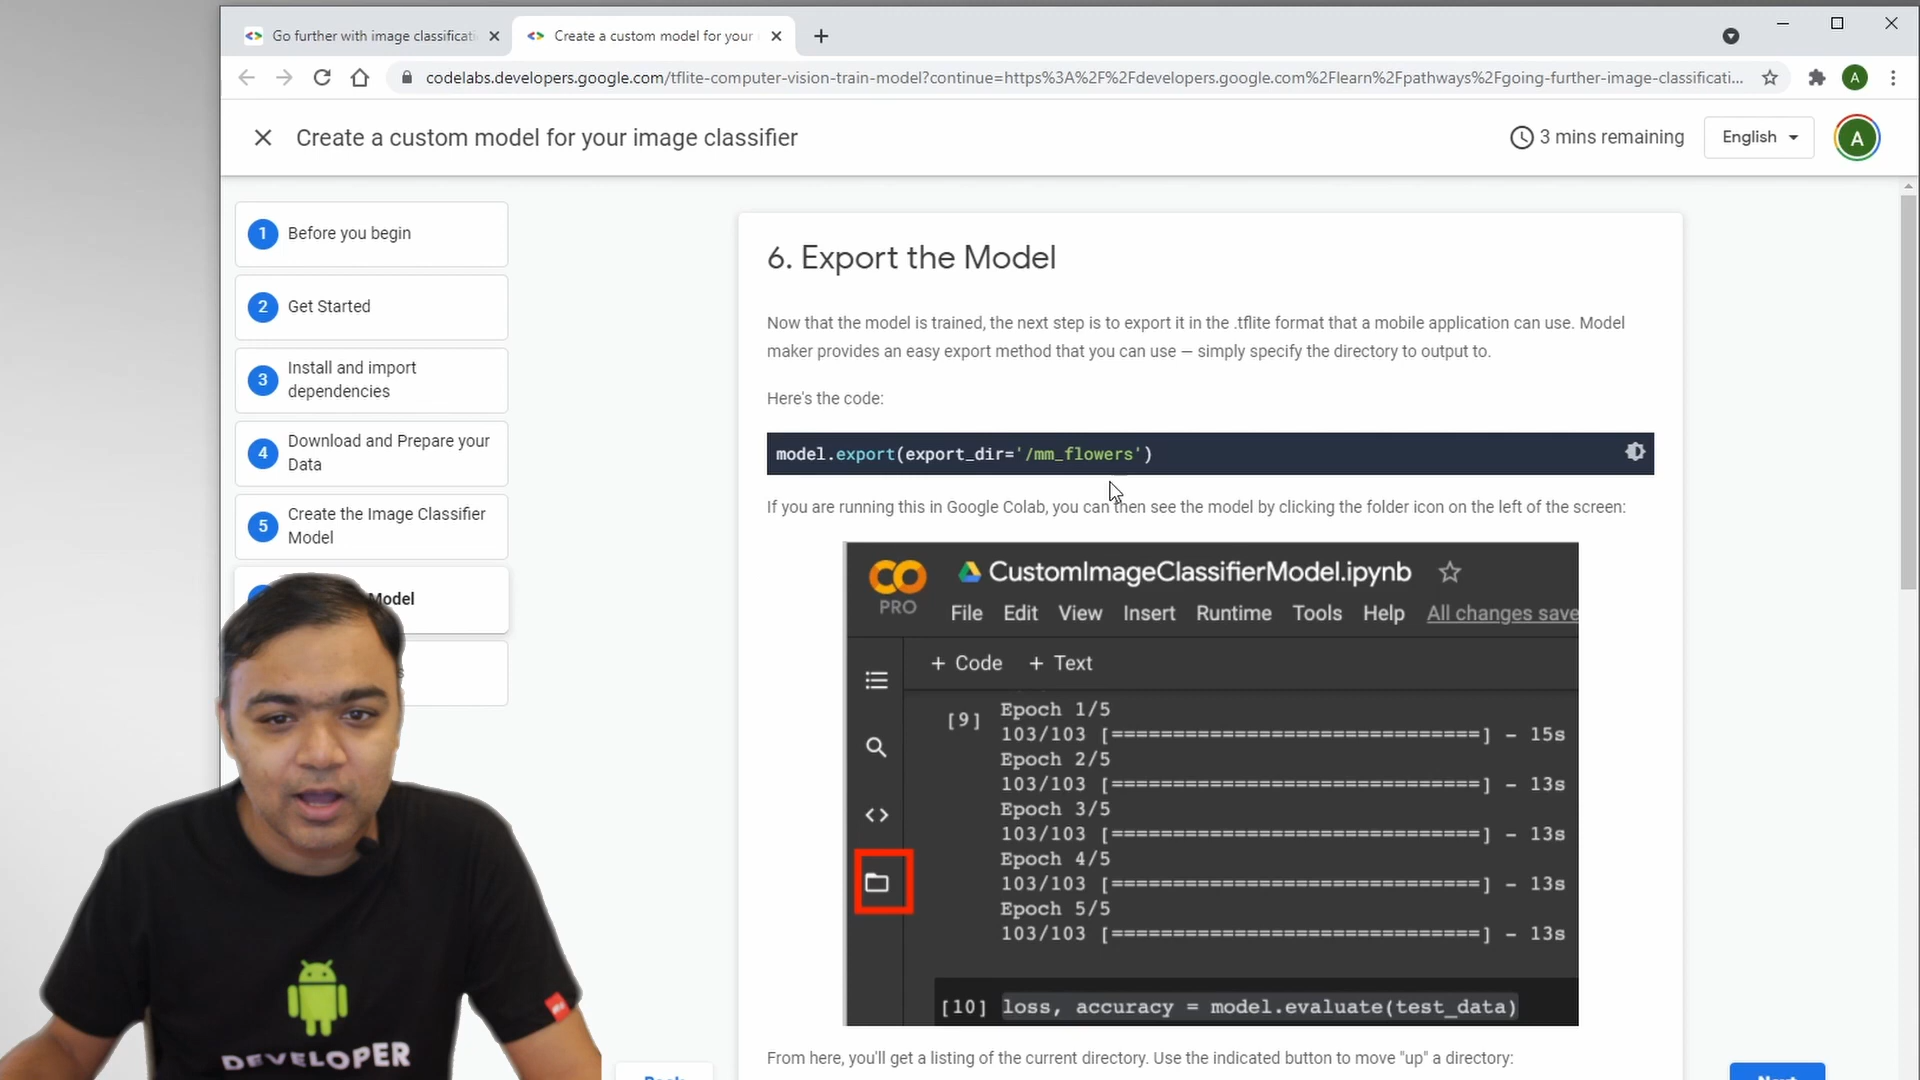 Go further with image classificati
Create a custom model for your
codelabs.developers.google.com/tflite-computer-vision-train-model?continue=https%3A%2F%2Fdevelopers.google.com%2Flearn%2Fpathways%2Fgoing-further-image-classificati...
A
Create a custom model for your image classifier
3 mins remaining
English
A
1 Before you begin
2 Get Started
3 Install and import
dependencies
4 Download and Prepare your
Data
5 Create the Image Classifier
Model
Model
6. Export the Model
Now that the model is trained, the next step is to export it in the .tflite format that a mobile application can use. Model
maker provides an easy export method that you can use — simply specify the directory to output to.
Here's the code:
model.export(export_dir='/mm_flowers')
If you are running this in Google Colab, you can then see the model by clicking the folder icon on the left of the screen:
CustomImageClassifierModel.ipynb
PRO
File Edit View Insert Runtime Tools Help All changes save
+ Code + Text
[9] Epoch 1/5
103/103 [==============================] - 15s
Epoch 2/5
103/103 [==============================] - 13s
Epoch 3/5
103/103 [==============================] - 13s
Epoch 4/5
103/103 [==============================] - 13s
Epoch 5/5
103/103 [==============================] - 13s
[10] loss, accuracy = model.evaluate(test_data)
From here, you'll get a listing of the current directory. Use the indicated button to move "up" a directory:
DEVELOPER